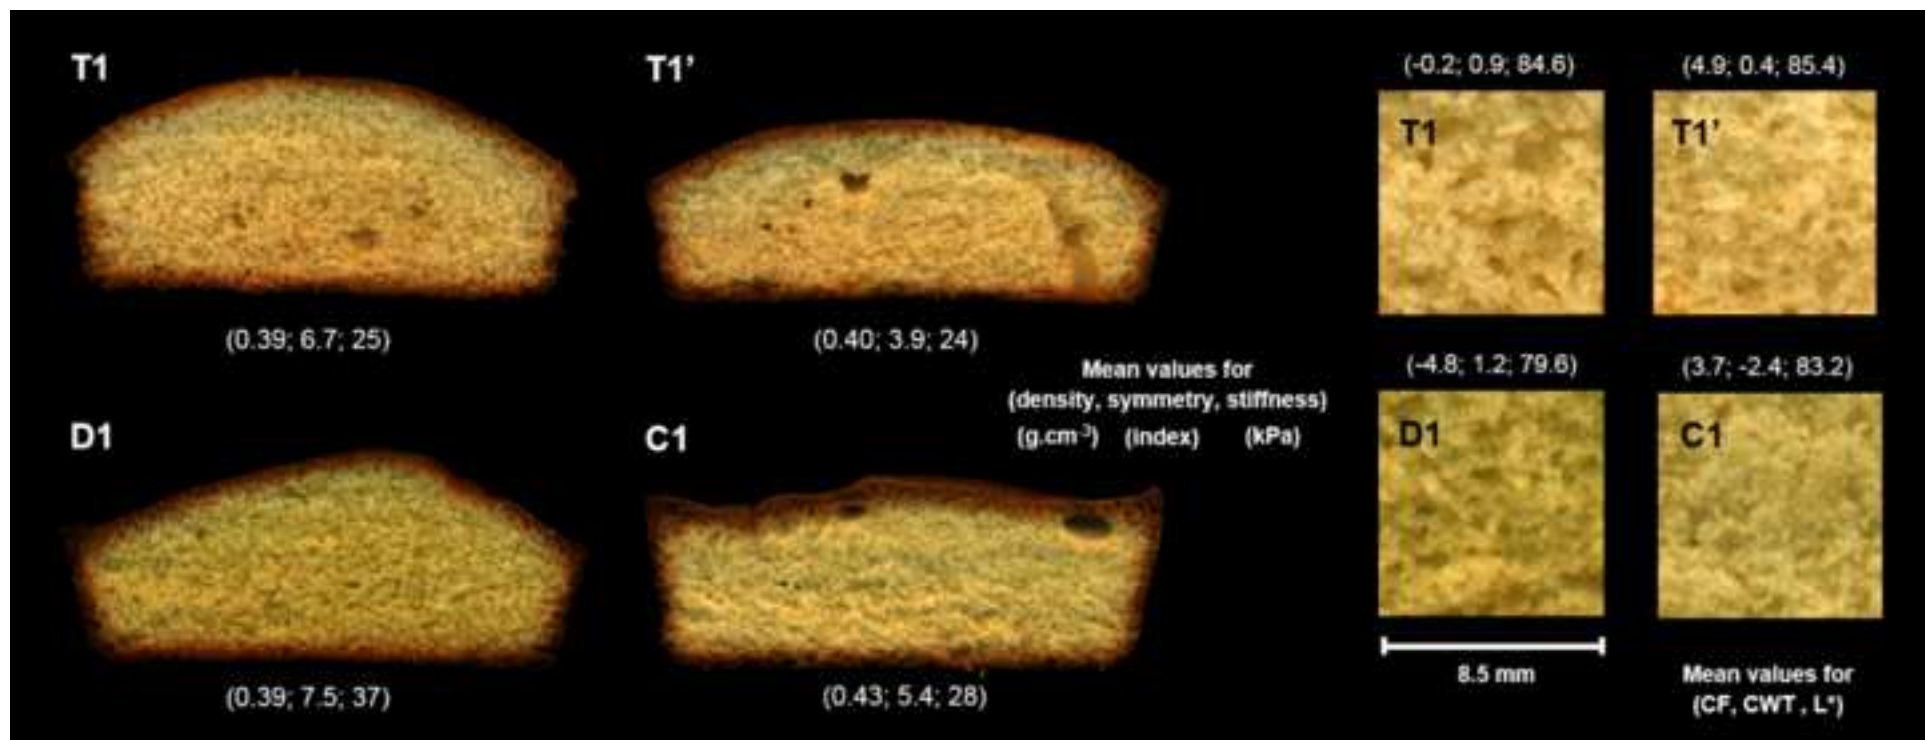 T1
T1’
(0.39; 6.7; 25)
(0.40; 3.9; 24)
D1
C1
Mean values for
(density, symmetry, stiffness)
(g.cm-3) (index) (kPa)
(0.39; 7.5; 37)
(0.43; 5.4; 28)
(-0.2; 0.9; 84.6)
(4.9; 0.4; 85.4)
T1
T1’
(-4.8; 1.2; 79.6)
(3.7; -2.4; 83.2)
D1
C1
8.5 mm
Mean values for
(CF, CWT , L*)